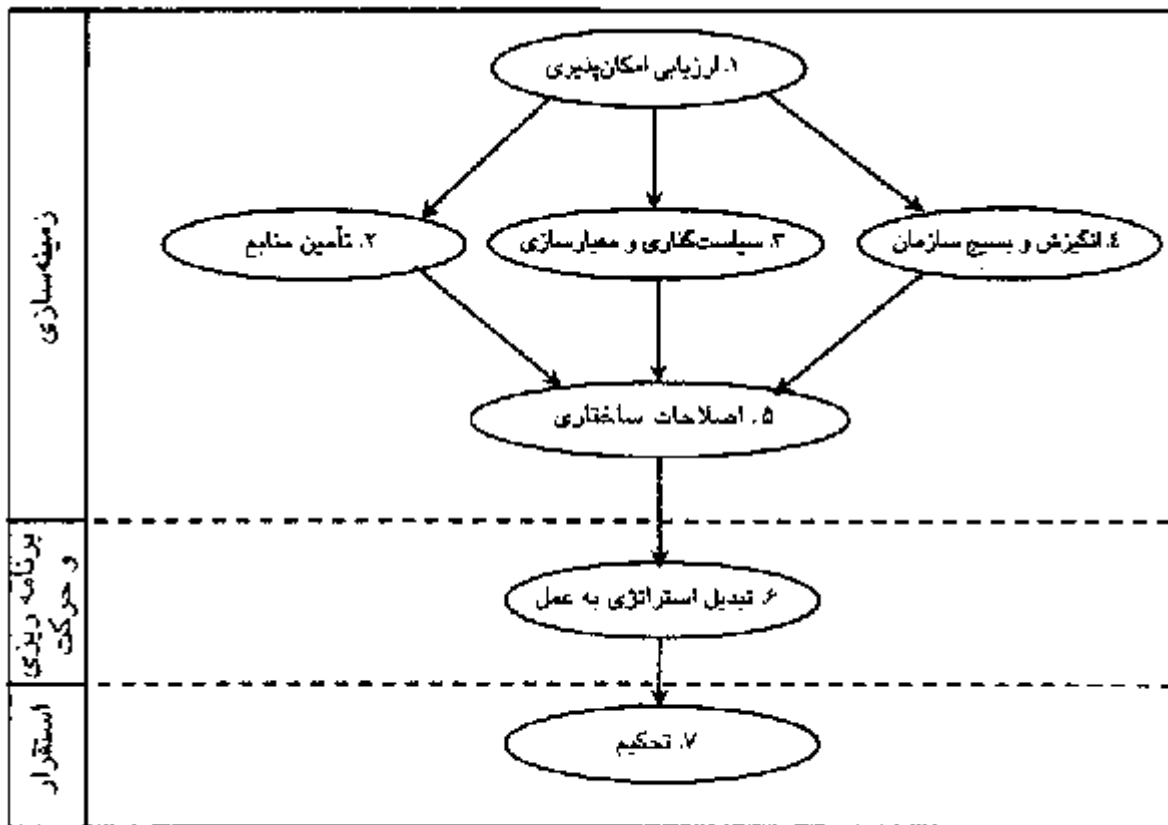 ۱. ارزیابی امکان‌پذیری
۴. انگیزش و بسیج سازمان
۳. سیاست‌گذاری و معیارسازی
۲. تأمین منابع
۵. اصلاحات ساختاری
۶. تبدیل استراتژی به عمل
۷. تحکیم
زمینه‌سازی
برنامه ریزی
و حرکت
استقرار